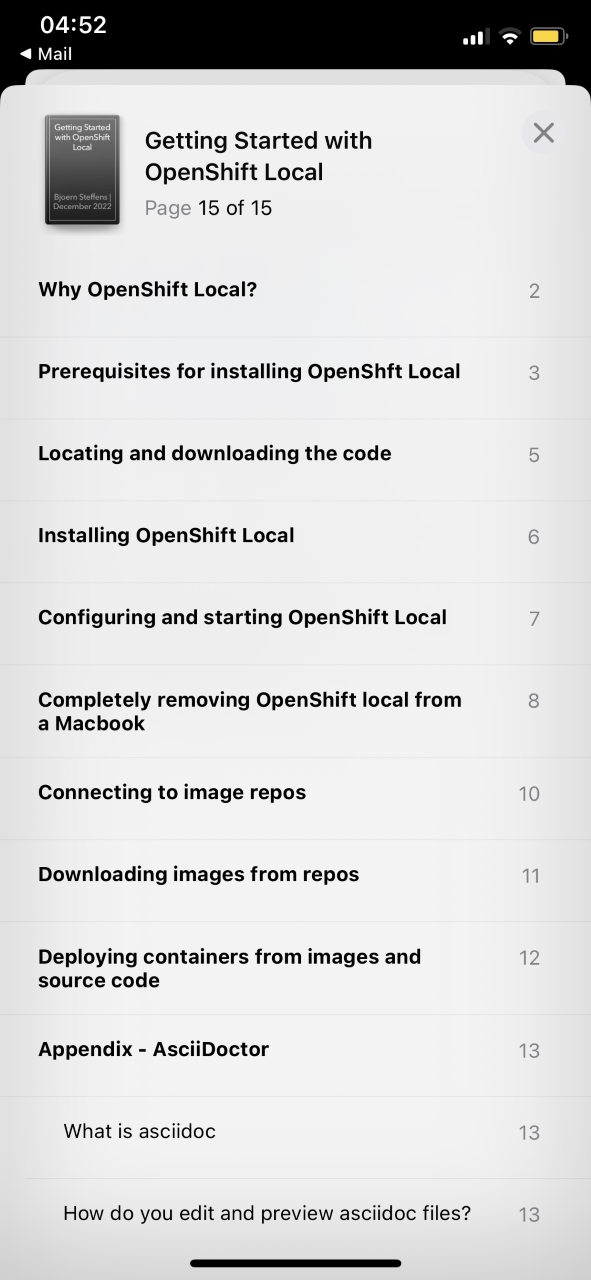 04:52
◀ Mail
Getting Started
with OpenShift
Local
Bjoern Steffens |
December 2022
Getting Started with
OpenShift Local
Page 15 of 15
Why OpenShift Local? 2
Prerequisites for installing OpenShft Local 3
Locating and downloading the code 5
Installing OpenShift Local 6
Configuring and starting OpenShift Local 7
Completely removing OpenShift local from 8
a Macbook
Connecting to image repos 10
Downloading images from repos 11
Deploying containers from images and 12
source code
Appendix - AsciiDoctor 13
What is asciidoc 13
How do you edit and preview asciidoc files? 13